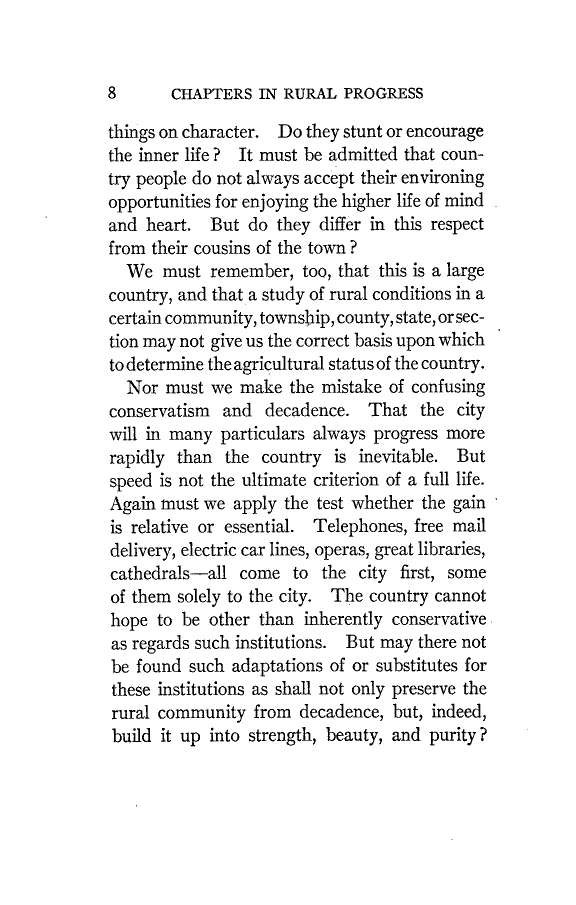 8 CHAPTERS IN RURAL PROGRESS
things on character. Do they stunt or encourage
the inner life? It must be admitted that coun-
try people do not always accept their environing
opportunities for enjoying the higher life of mind
and heart. But do they differ in this respect
from their cousins of the town?
We must remember, too, that this is a large
country, and that a study of rural conditions in a
certain community, township, county, state, or sec-
tion may not give us the correct basis upon which
to determine the agricultural status of the country.
Nor must we make the mistake of confusing
conservatism and decadence. That the city
will in many particulars always progress more
rapidly than the country is inevitable. But
speed is not the ultimate criterion of a full life.
Again must we apply the test whether the gain
is relative or essential. Telephones, free mail
delivery, electric car lines, operas, great libraries,
cathedrals—all come to the city first, some
of them solely to the city. The country cannot
hope to be other than inherently conservative
as regards such institutions. But may there not
be found such adaptations of or substitutes for
these institutions as shall not only preserve the
rural community from decadence, but, indeed,
build it up into strength, beauty, and purity?